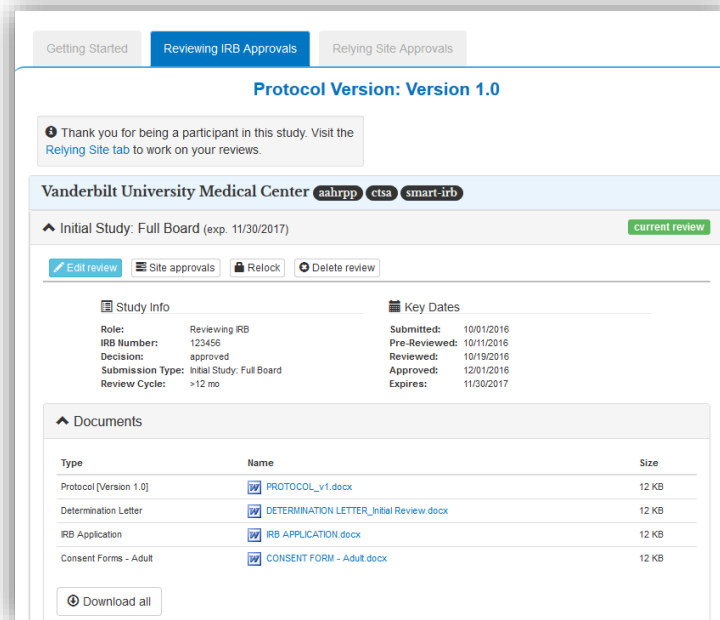 Getting Started Reviewing IRB Approvals Relying Site Approvals
Protocol Version: Version 1.0
Thank you for being a participant in this study. Visit the
Relying Site tab to work on your reviews.
Vanderbilt University Medical Center aahrpp ctsa smart-irb
Initial Study: Full Board (exp. 11/30/2017) current review
Edit review Site approvals Relock Delete review
Study Info Key Dates
Role: Reviewing IRB Submitted: 10/01/2016
IRB Number: 123456 Pre-Reviewed: 10/11/2016
Decision: approved Reviewed: 10/19/2016
Submission Type: Initial Study: Full Board Approved: 12/01/2016
Review Cycle: >12 mo Expires: 11/30/2017
Documents
Type Name Size
Protocol [Version 1.0] PROTOCOL_v1.docx 12 KB
Determination Letter DETERMINATION LETTER_Initial Review.docx 12 KB
IRB Application IRB APPLICATION.docx 12 KB
Consent Forms - Adult CONSENT FORM - Adult.docx 12 KB
Download all